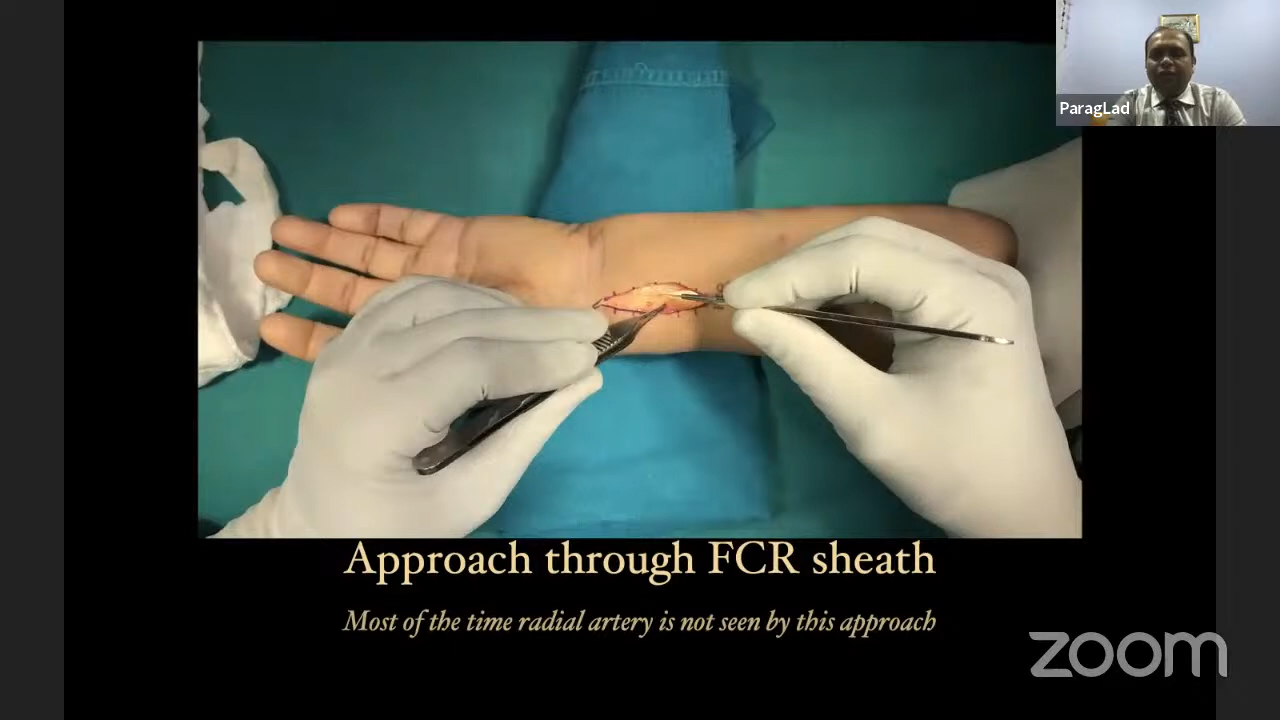 ParagLad
Approach through FCR sheath
Most of the time radial artery is not seen by this approach
zoom